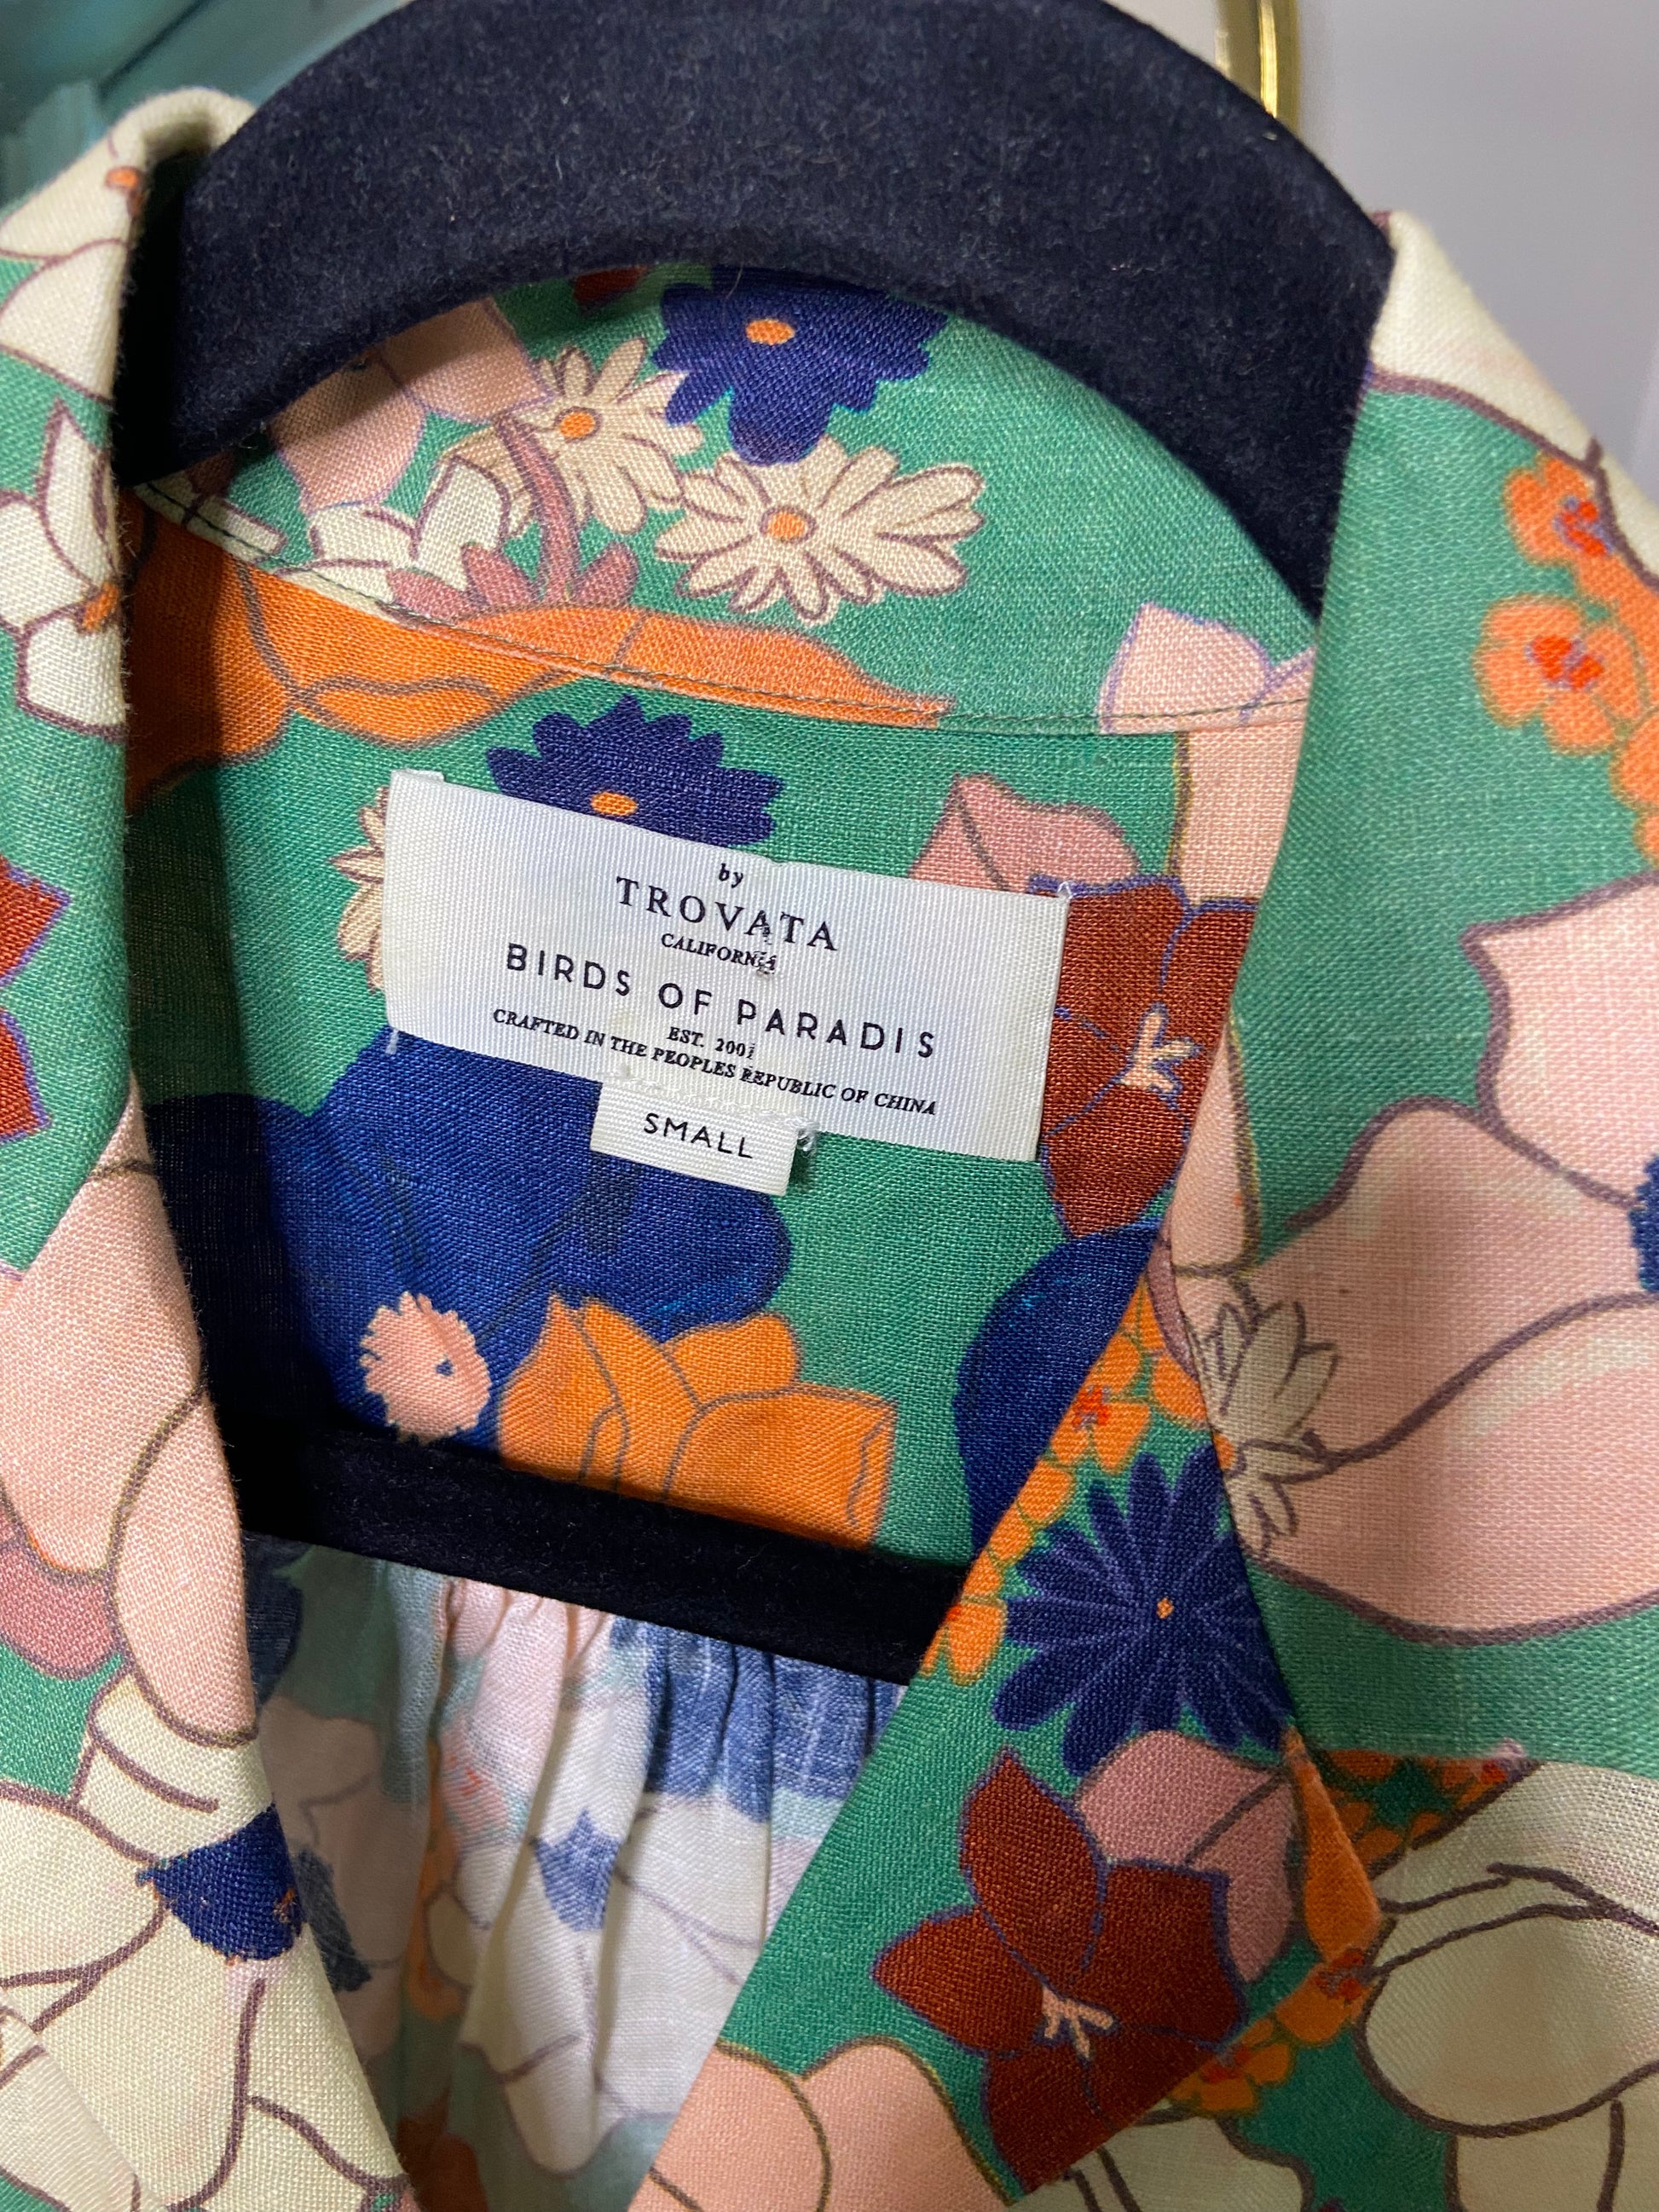 by
TROVATA
CALIFORNIA
BIRDS OF PARADIS
EST. 2001
CRAFTED IN THE PEOPLES REPUBLIC OF CHINA
SMALL